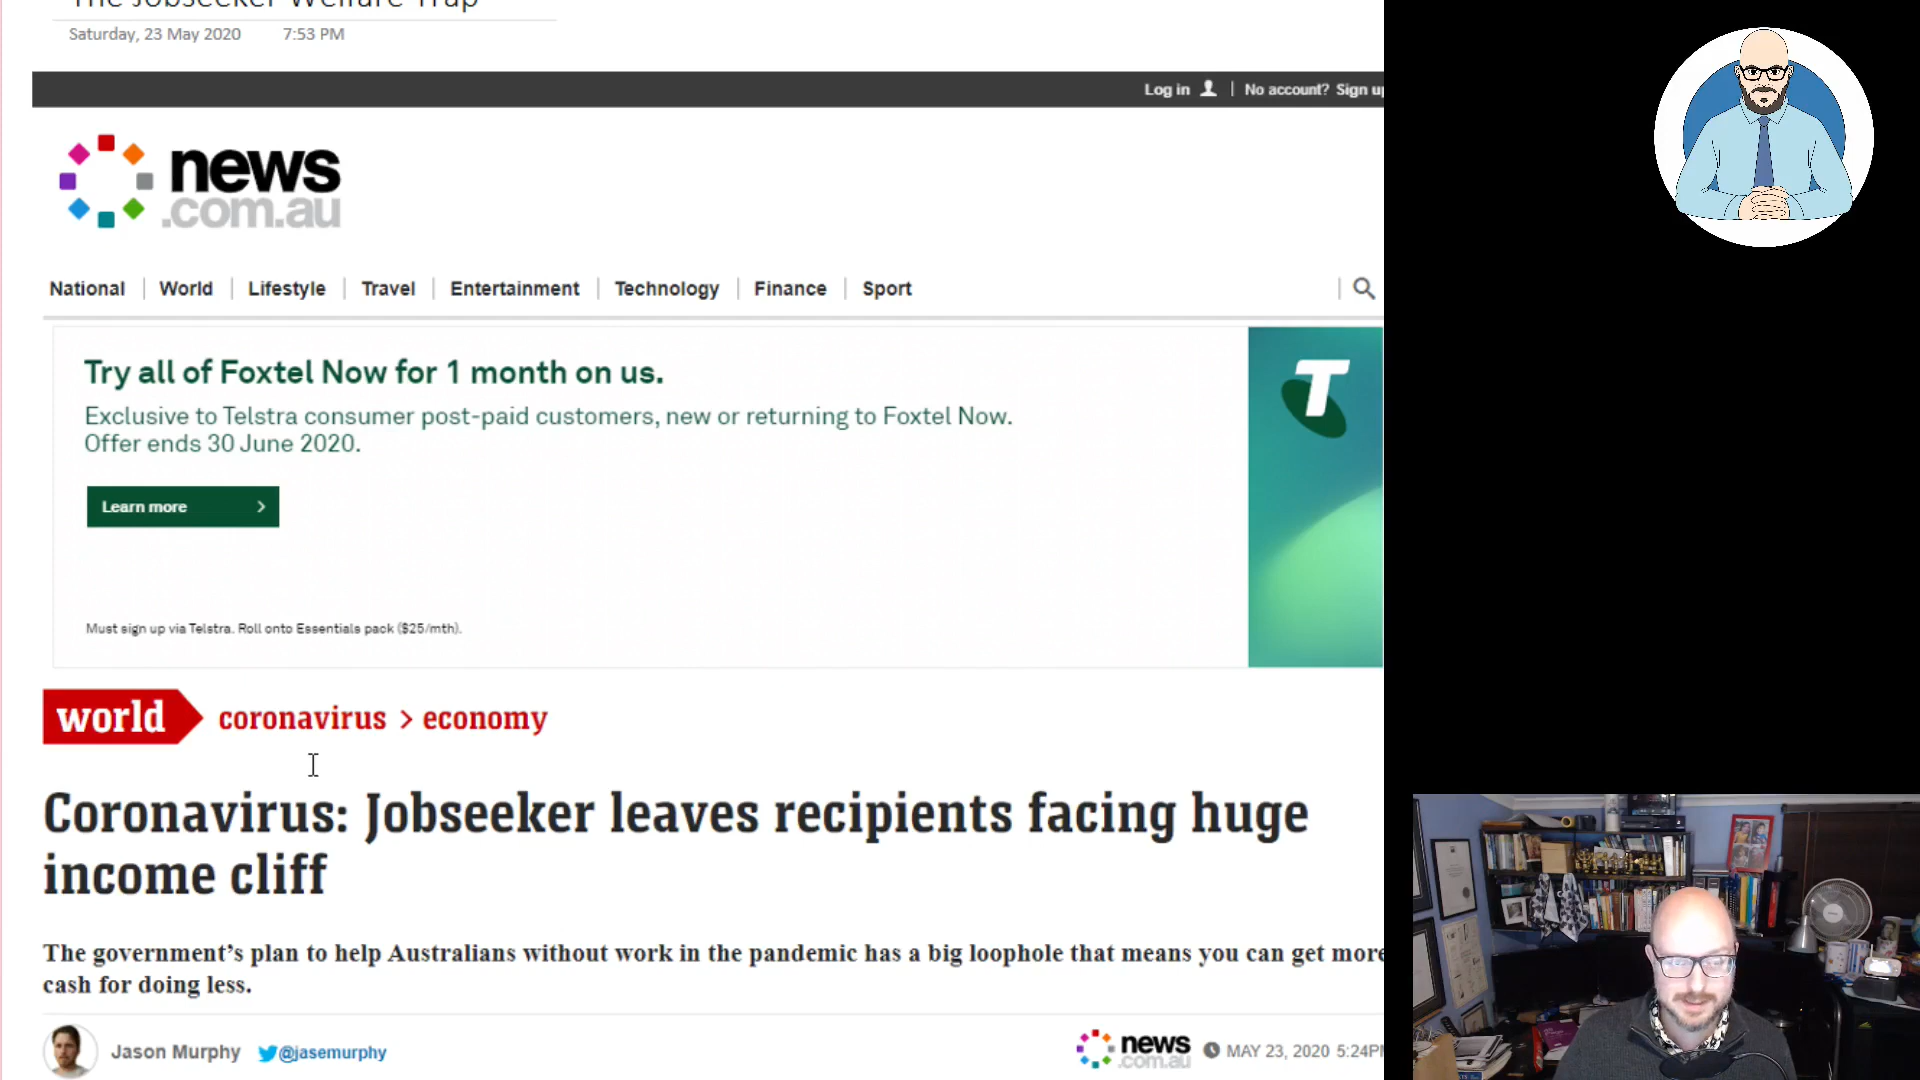 The Jobseeker Welfare Trap
Saturday, 23 May 2020 7:53 PM
Log in | No account? Sign up
news
.com.au
National | World | Lifestyle | Travel | Entertainment | Technology | Finance | Sport
Try all of Foxtel Now for 1 month on us.
Exclusive to Telstra consumer post-paid customers, new or returning to Foxtel Now.
Offer ends 30 June 2020.
Learn more
Must sign up via Telstra. Roll onto Essentials pack ($25/mth).
world coronavirus > economy
Coronavirus: Jobseeker leaves recipients facing huge
income cliff
The government's plan to help Australians without work in the pandemic has a big loophole that means you can get more
cash for doing less.
Jason Murphy @jasemurphy
news
.com.au
MAY 23, 2020 5:24P